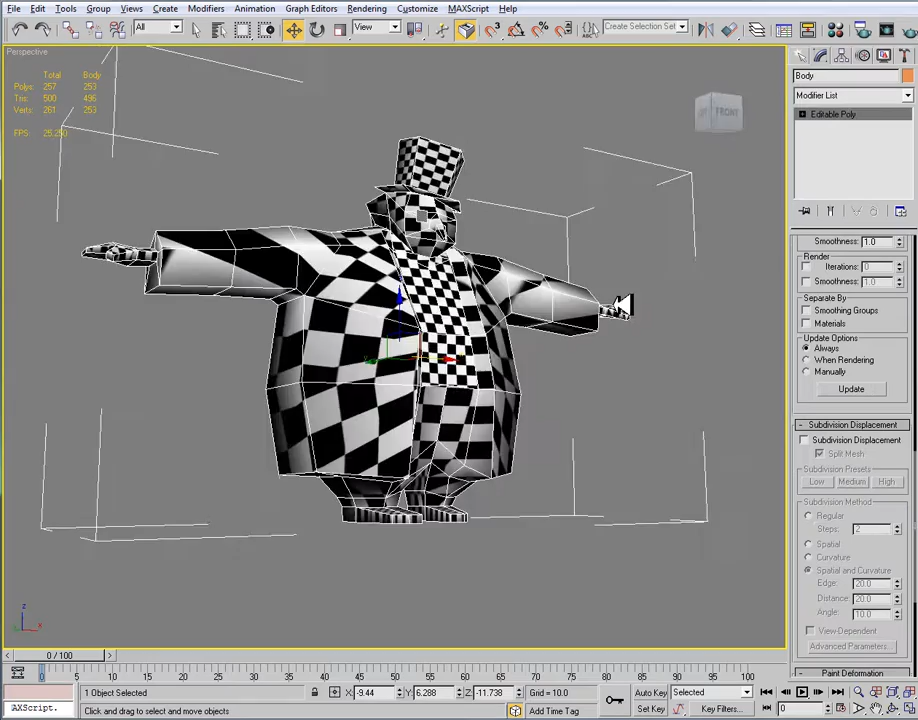 File Edit Tools Group Views Create Modifiers Animation Graph Editors Rendering Customize MAXScript Help
All View Create Selection Set
Perspective
Total Body
Polys: 257 253
Tris: 500 496
Verts: 261 253
FPS:
FRONT
Body
Modifier List
Editable Poly
Smoothness: 1.0
Render
Iterations: 0
Smoothness: 1.0
Separate By
Smoothing Groups
Materials
Update Options
Always
When Rendering
Manually
Update
- Subdivision Displacement
Subdivision Displacement
Split Mesh
Subdivision Presets
Low Medium High
Subdivision Method
Regular
Steps: 2
Spatial
Curvature
Spatial and Curvature
Edge: 20.0
Distance: 20.0
Angle: 10.0
View-Dependent
Advanced Parameters...
Paint Deformation
z
x
0 / 100
0 5 10 15 20 25 30 35 40 45 50 55 60 65 70 75 80 85 90 95 100
1 Object Selected X: -9.44 Y: 6.288 Z: -11.738 Grid = 10.0 Auto Key Selected
AXScript. Click and drag to select and move objects Add Time Tag Set Key Key Filters... 0